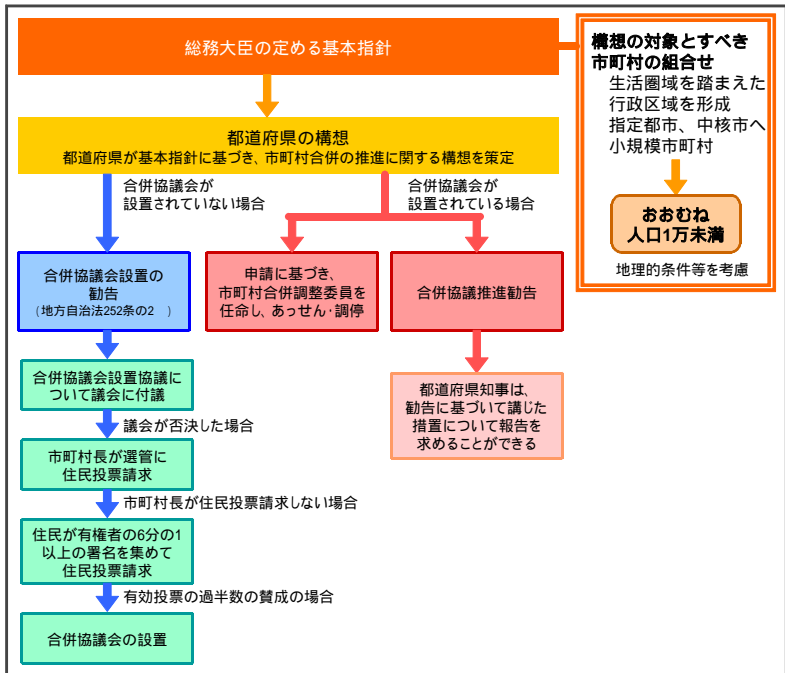 総務大臣の定める基本指針
構想の対象とすべき
市町村の組合せ
生活圏域を踏まえた
行政区域を形成
指定都市、中核市へ
小規模市町村
おおむね
人口1万未満
地理的条件等を考慮
都道府県の構想
都道府県が基本指針に基づき、市町村合併の推進に関する構想を策定
合併協議会が
設置されていない場合
合併協議会が
設置されている場合
合併協議会設置の
勧告
(地方自治法252条の2 )
申請に基づき、
市町村合併調整委員を
任命し、あっせん・調停
合併協議推進勧告
合併協議会設置協議に
ついて議会に付議
都道府県知事は、
勧告に基づいて講じた
措置について報告を
求めることができる
議会が否決した場合
市町村長が選管に
住民投票請求
市町村長が住民投票請求しない場合
住民が有権者の6分の1
以上の署名を集めて
住民投票請求
有効投票の過半数の賛成の場合
合併協議会の設置